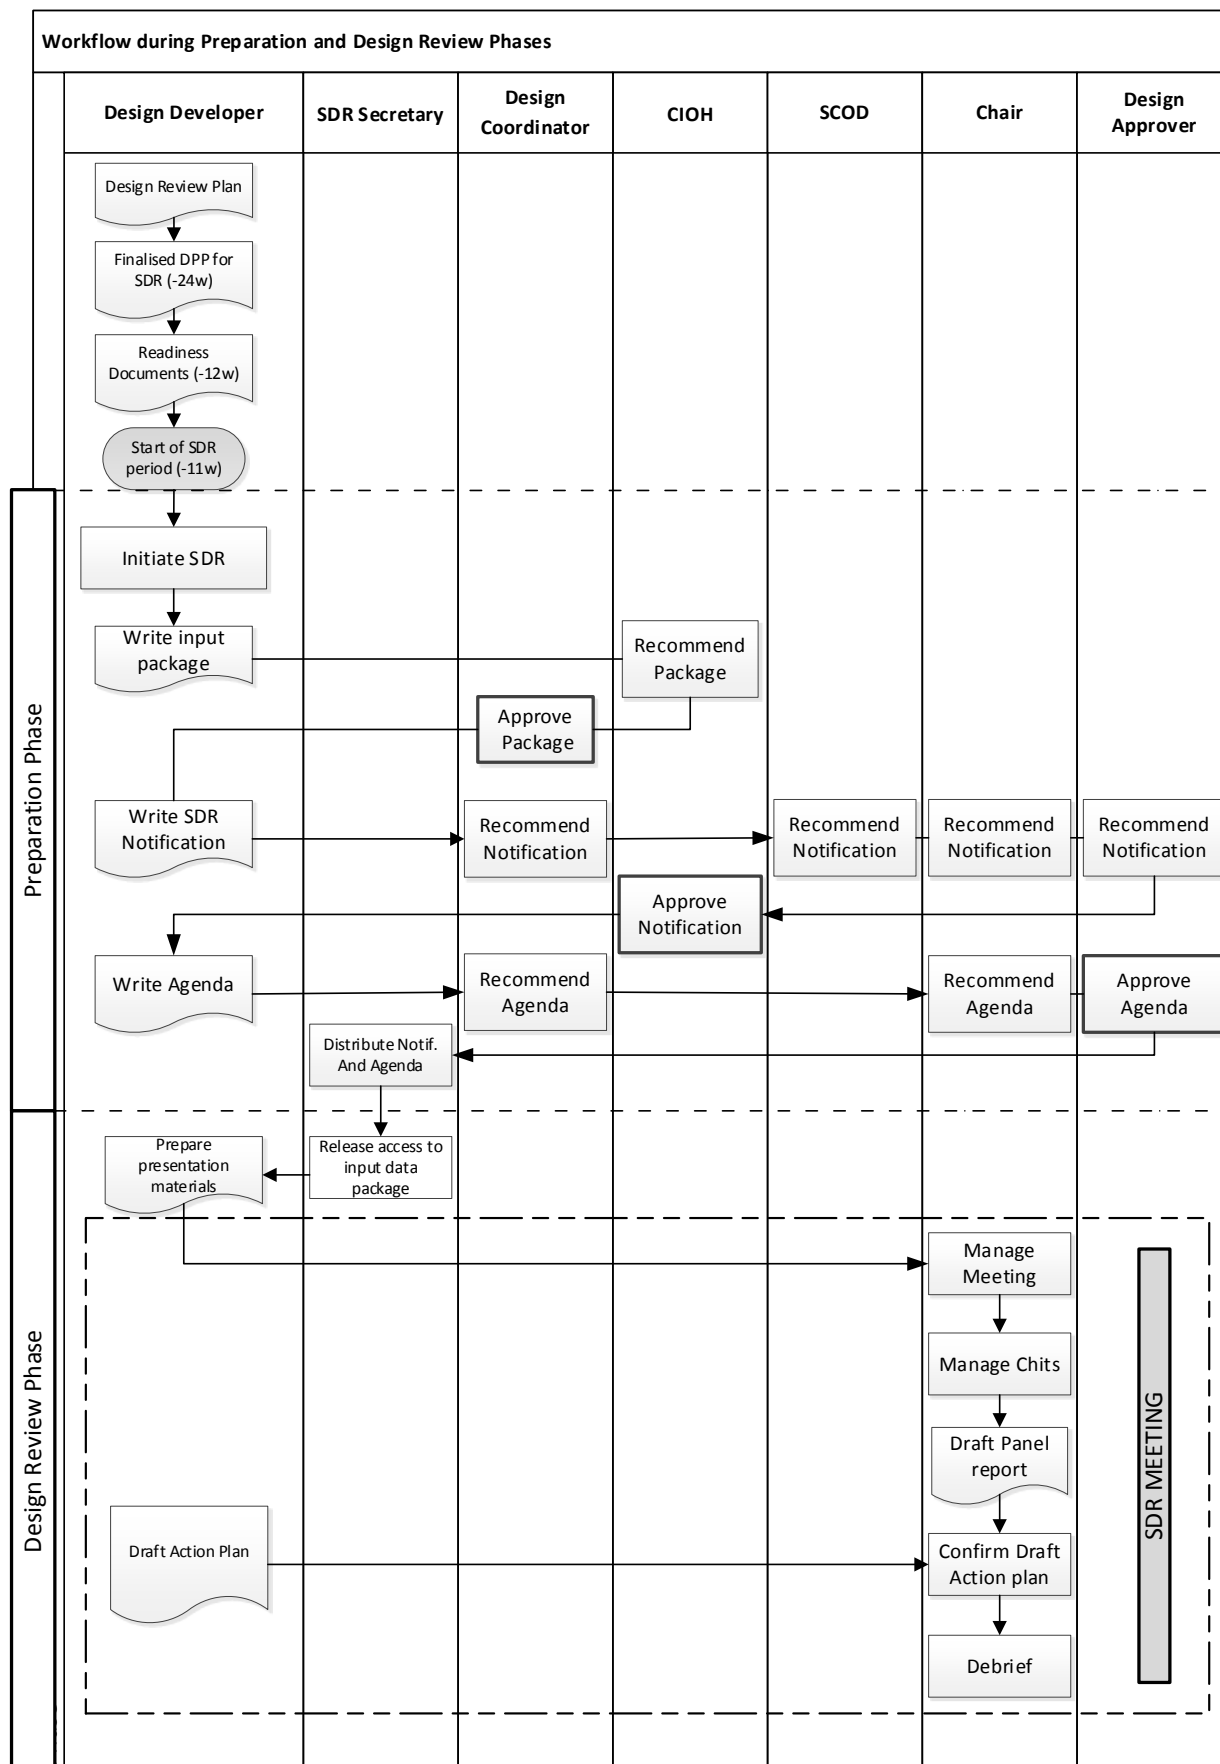 Workflow during Preparation and Design Review Phases
Design Developer
SDR Secretary
Design
Coordinator
CIOH
SCOD
Chair
Design
Approver
Design Review Plan
Finalised DPP for
SDR (-24w)
Readiness
Documents (-12w)
Start of SDR
period (-11w)
Preparation Phase
Initiate SDR
Write input
package
Recommend
Package
Approve
Package
Write SDR
Notification
Recommend
Notification
Recommend
Notification
Recommend
Notification
Recommend
Notification
Approve
Notification
Write Agenda
Recommend
Agenda
Recommend
Agenda
Approve
Agenda
Distribute Notif.
And Agenda
Design Review Phase
Prepare
presentation
materials
Release access to
input data
package
Manage
Meeting
Manage Chits
Draft Panel
report
SDR MEETING
Draft Action Plan
Confirm Draft
Action plan
Debrief